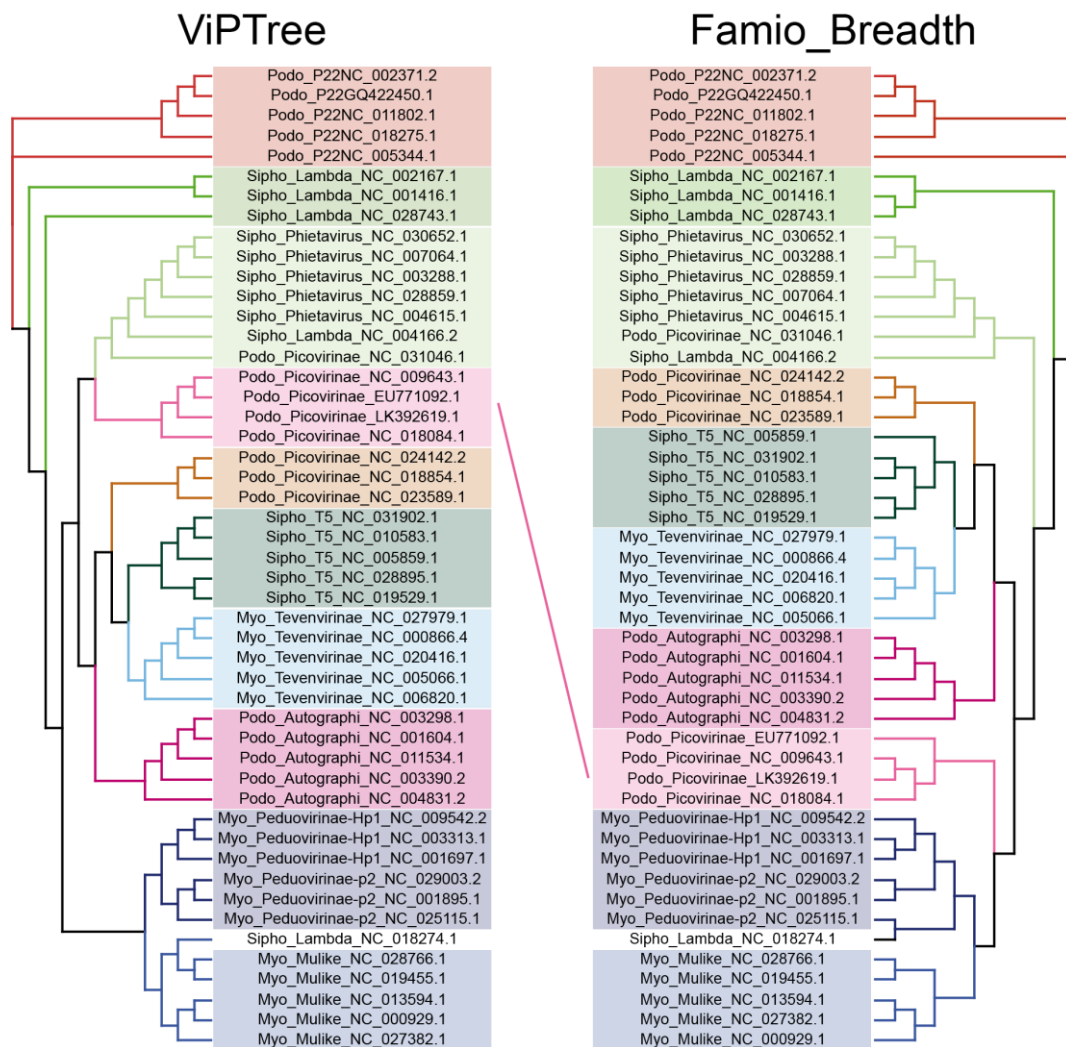 ViPTree
Famio_Breadth
Podo_P22NC_002371.2
Podo_P22GQ422450.1
Podo_P22NC_011802.1
Podo_P22NC_018275.1
Podo_P22NC_005344.1
Sipho_Lambda_NC_002167.1
Sipho_Lambda_NC_001416.1
Sipho_Lambda_NC_028743.1
Sipho_Phietavirus_NC_030652.1
Sipho_Phietavirus_NC_007064.1
Sipho_Phietavirus_NC_003288.1
Sipho_Phietavirus_NC_028859.1
Sipho_Phietavirus_NC_004615.1
Sipho_Lambda_NC_004166.2
Podo_Picovirinae_NC_031046.1
Podo_Picovirinae_NC_009643.1
Podo_Picovirinae_EU771092.1
Podo_Picovirinae_LK392619.1
Podo_Picovirinae_NC_018084.1
Podo_Picovirinae_NC_024142.2
Podo_Picovirinae_NC_018854.1
Podo_Picovirinae_NC_023589.1
Sipho_T5_NC_031902.1
Sipho_T5_NC_010583.1
Sipho_T5_NC_005859.1
Sipho_T5_NC_028895.1
Sipho_T5_NC_019529.1
Myo_Tevenvirinae_NC_027979.1
Myo_Tevenvirinae_NC_000866.4
Myo_Tevenvirinae_NC_020416.1
Myo_Tevenvirinae_NC_005066.1
Myo_Tevenvirinae_NC_006820.1
Podo_Autographi_NC_003298.1
Podo_Autographi_NC_001604.1
Podo_Autographi_NC_011534.1
Podo_Autographi_NC_003390.2
Podo_Autographi_NC_004831.2
Myo_Peduovirinae-Hp1_NC_009542.2
Myo_Peduovirinae-Hp1_NC_003313.1
Myo_Peduovirinae-Hp1_NC_001697.1
Myo_Peduovirinae-p2_NC_029003.2
Myo_Peduovirinae-p2_NC_001895.1
Myo_Peduovirinae-p2_NC_025115.1
Sipho_Lambda_NC_018274.1
Myo_Mulike_NC_028766.1
Myo_Mulike_NC_019455.1
Myo_Mulike_NC_013594.1
Myo_Mulike_NC_000929.1
Myo_Mulike_NC_027382.1
Podo_P22NC_002371.2
Podo_P22GQ422450.1
Podo_P22NC_011802.1
Podo_P22NC_018275.1
Podo_P22NC_005344.1
Sipho_Lambda_NC_002167.1
Sipho_Lambda_NC_001416.1
Sipho_Lambda_NC_028743.1
Sipho_Phietavirus_NC_030652.1
Sipho_Phietavirus_NC_003288.1
Sipho_Phietavirus_NC_028859.1
Sipho_Phietavirus_NC_007064.1
Sipho_Phietavirus_NC_004615.1
Podo_Picovirinae_NC_031046.1
Sipho_Lambda_NC_004166.2
Podo_Picovirinae_NC_024142.2
Podo_Picovirinae_NC_018854.1
Podo_Picovirinae_NC_023589.1
Sipho_T5_NC_005859.1
Sipho_T5_NC_031902.1
Sipho_T5_NC_010583.1
Sipho_T5_NC_028895.1
Sipho_T5_NC_019529.1
Myo_Tevenvirinae_NC_027979.1
Myo_Tevenvirinae_NC_000866.4
Myo_Tevenvirinae_NC_020416.1
Myo_Tevenvirinae_NC_006820.1
Myo_Tevenvirinae_NC_005066.1
Podo_Autographi_NC_003298.1
Podo_Autographi_NC_001604.1
Podo_Autographi_NC_011534.1
Podo_Autographi_NC_003390.2
Podo_Autographi_NC_004831.2
Podo_Picovirinae_EU771092.1
Podo_Picovirinae_NC_009643.1
Podo_Picovirinae_LK392619.1
Podo_Picovirinae_NC_018084.1
Myo_Peduovirinae-Hp1_NC_009542.2
Myo_Peduovirinae-Hp1_NC_003313.1
Myo_Peduovirinae-Hp1_NC_001697.1
Myo_Peduovirinae-p2_NC_029003.2
Myo_Peduovirinae-p2_NC_001895.1
Myo_Peduovirinae-p2_NC_025115.1
Sipho_Lambda_NC_018274.1
Myo_Mulike_NC_028766.1
Myo_Mulike_NC_019455.1
Myo_Mulike_NC_013594.1
Myo_Mulike_NC_027382.1
Myo_Mulike_NC_000929.1